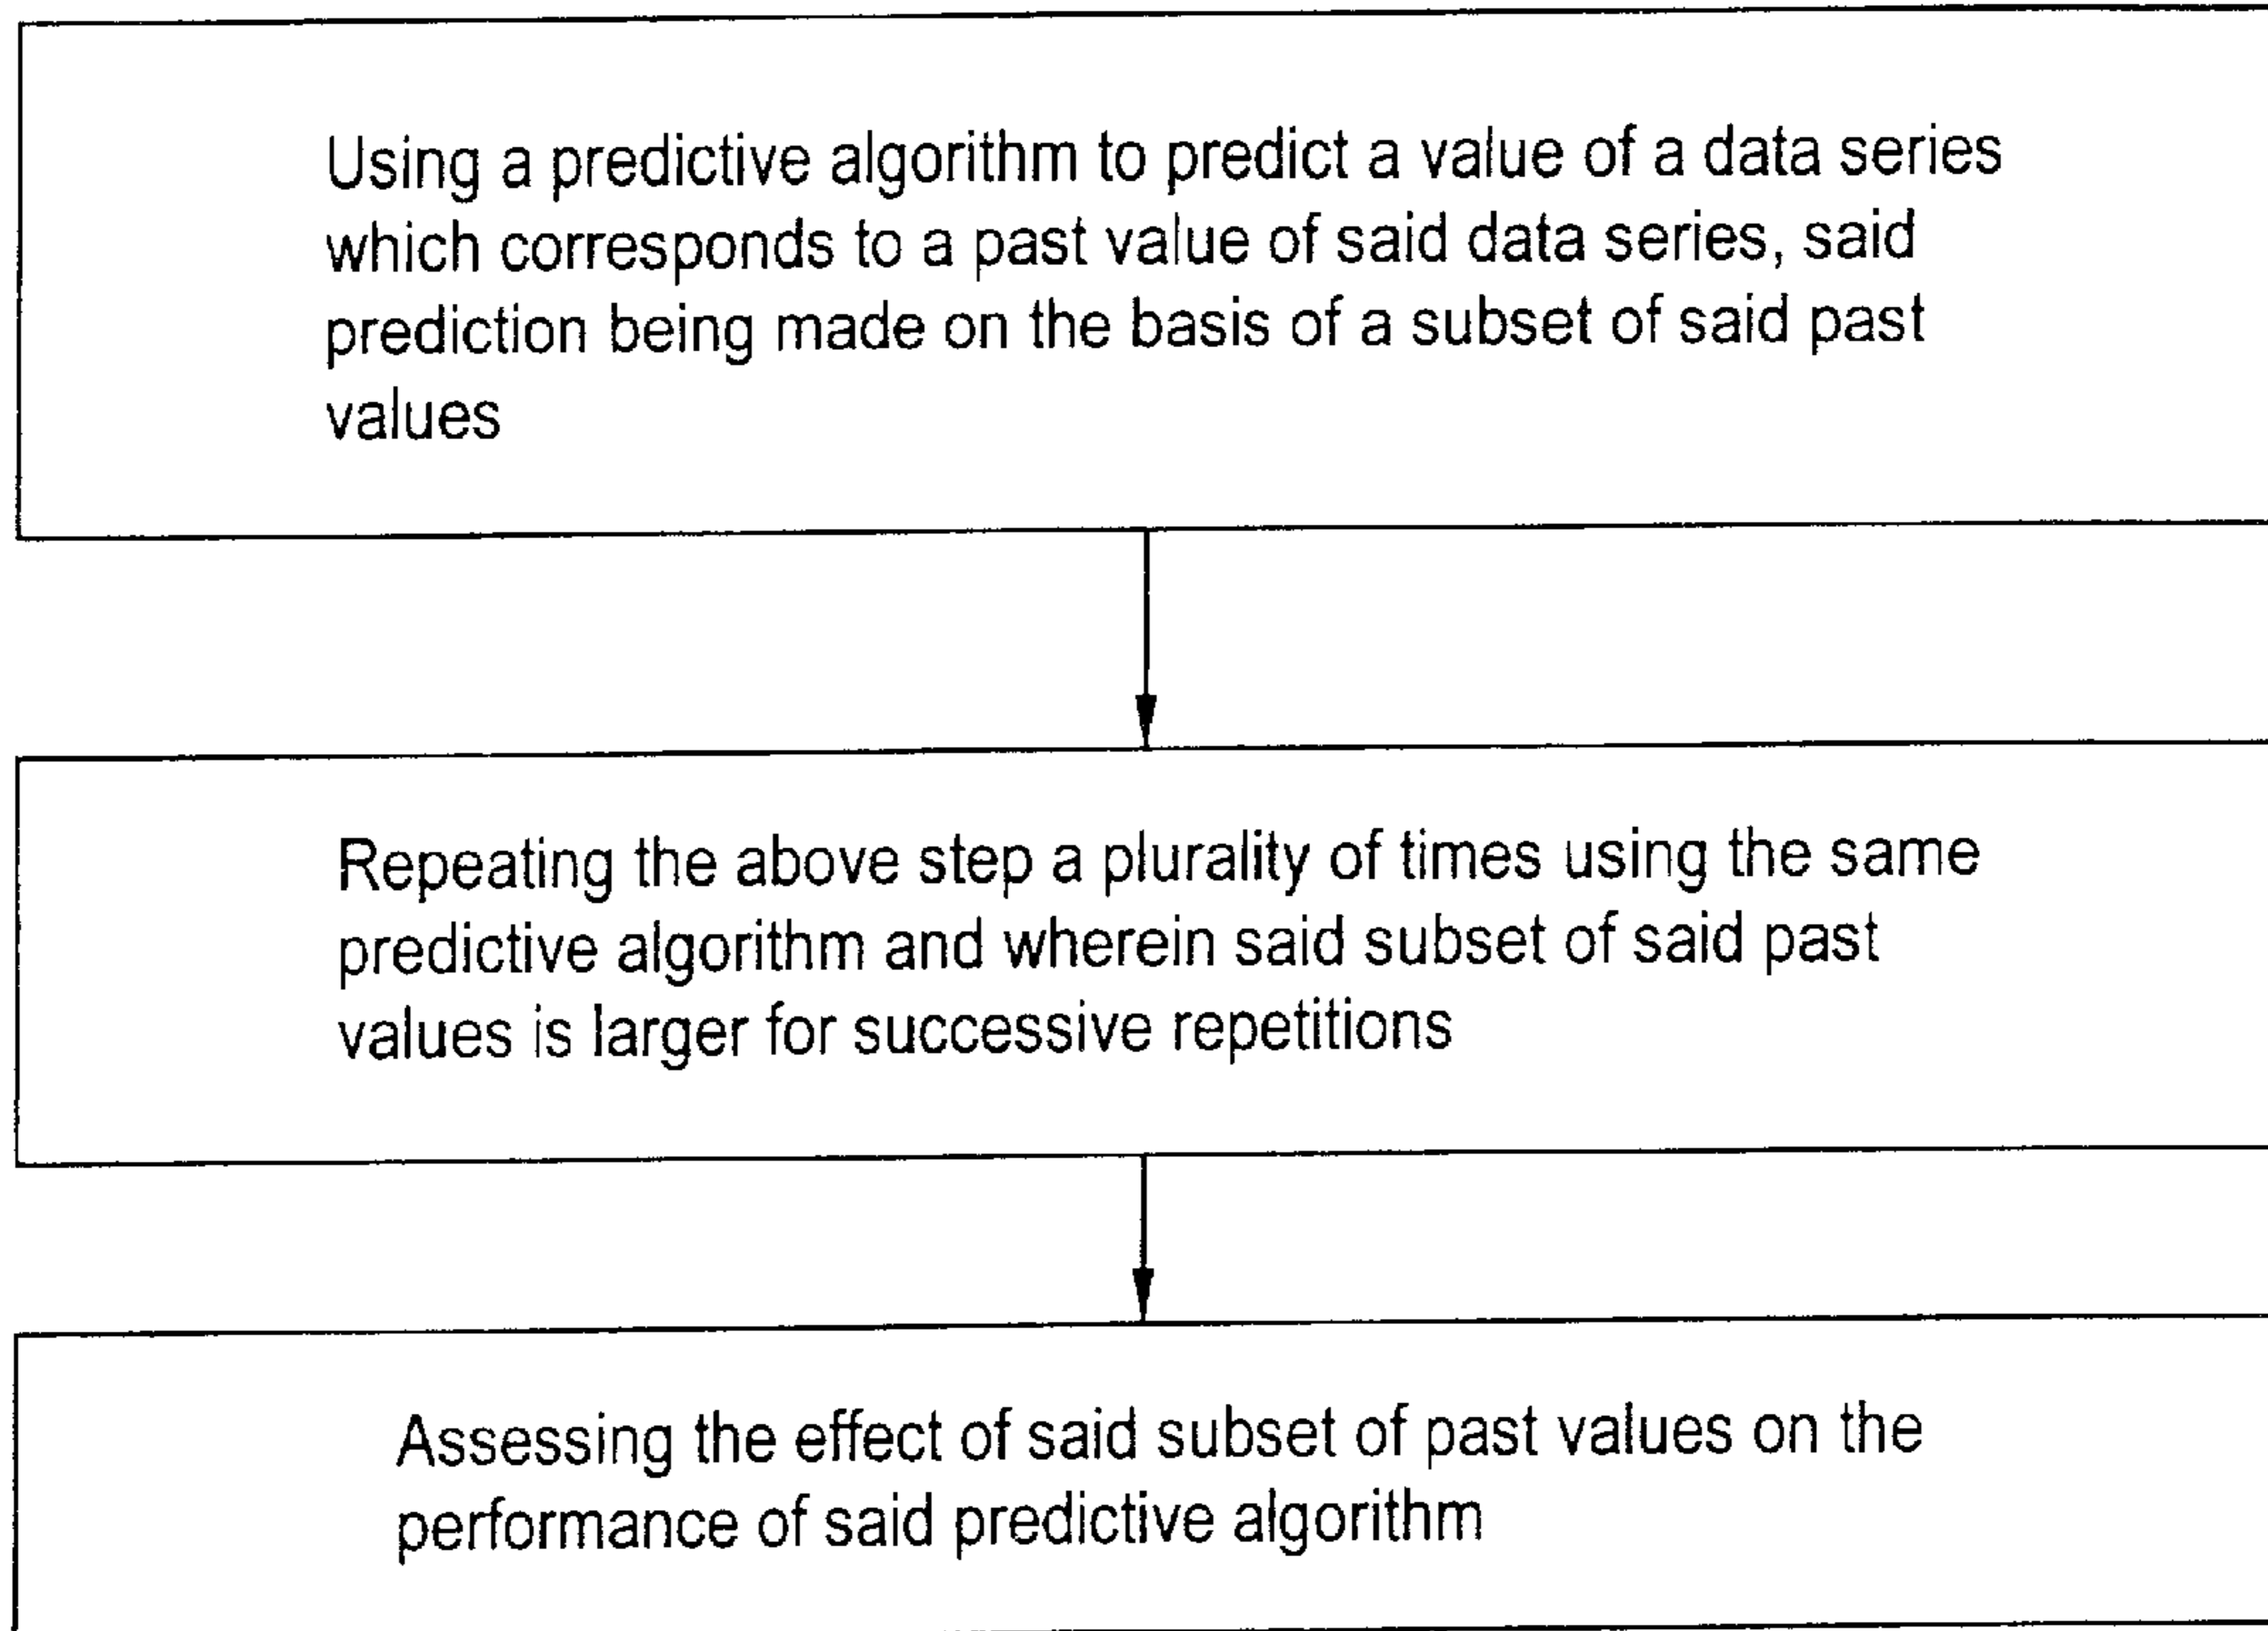 Using a predictive algorithm to predict a value of a data series
which corresponds to a past value of said data series, said
prediction being made on the basis of a subset of said past
values
Repeating the above step a plurality of times using the same
predictive algorithm and wherein said subset of said past
values is larger for successive repetitions
Assessing the effect of said subset of past values on the
performance of said predictive algorithm